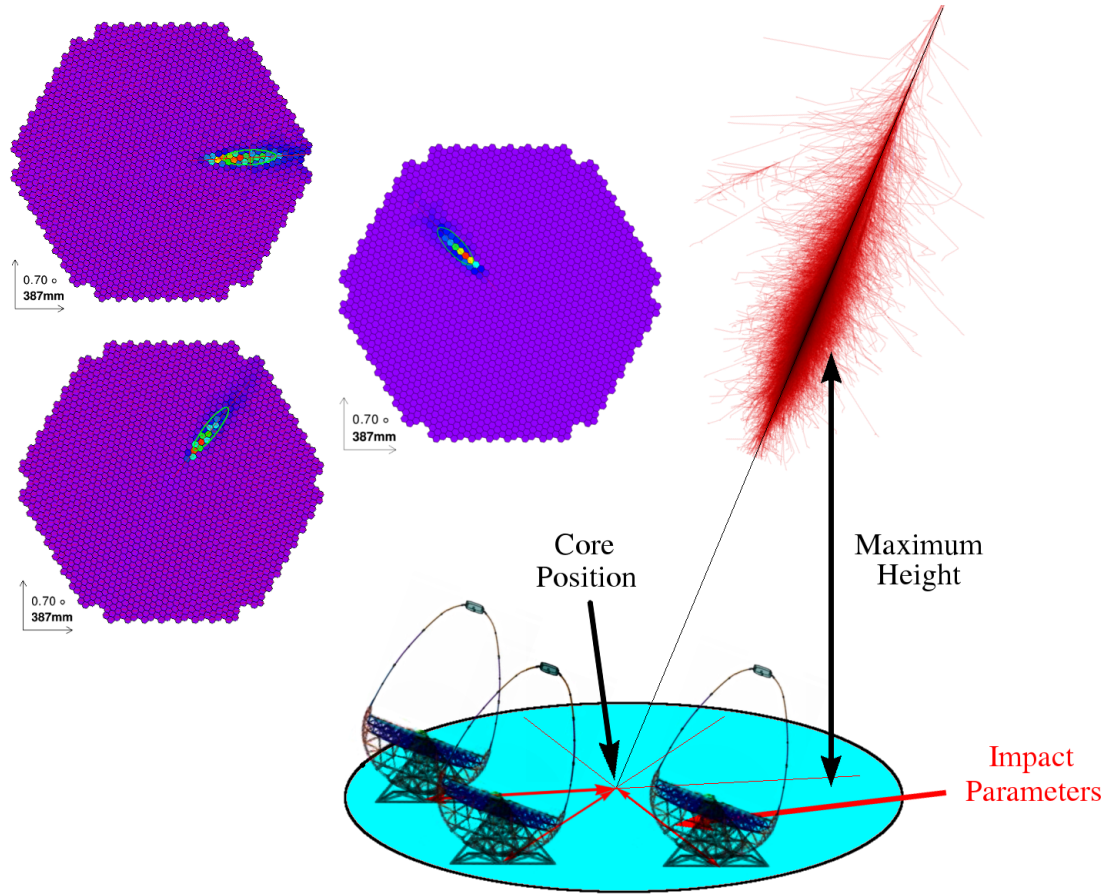 0.70 o
387mm
0.70 o
387mm
0.70 o
387mm
Core
Position
Maximum
Height
Impact
Parameters